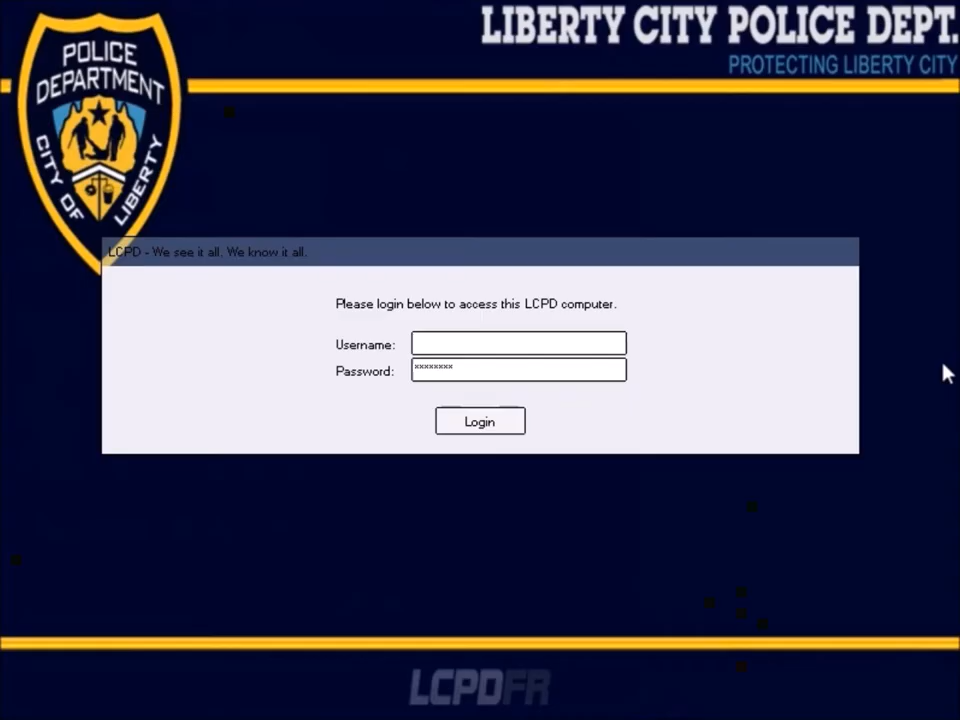 LIBERTY CITY POLICE DEPT.
PROTECTING LIBERTY CITY
POLICE
DEPARTMENT
CITY OF LIBERTY
LCPD - We see it all. We know it all.
Please login below to access this LCPD computer.
Username:
Password: ********
Login
LCPDFR